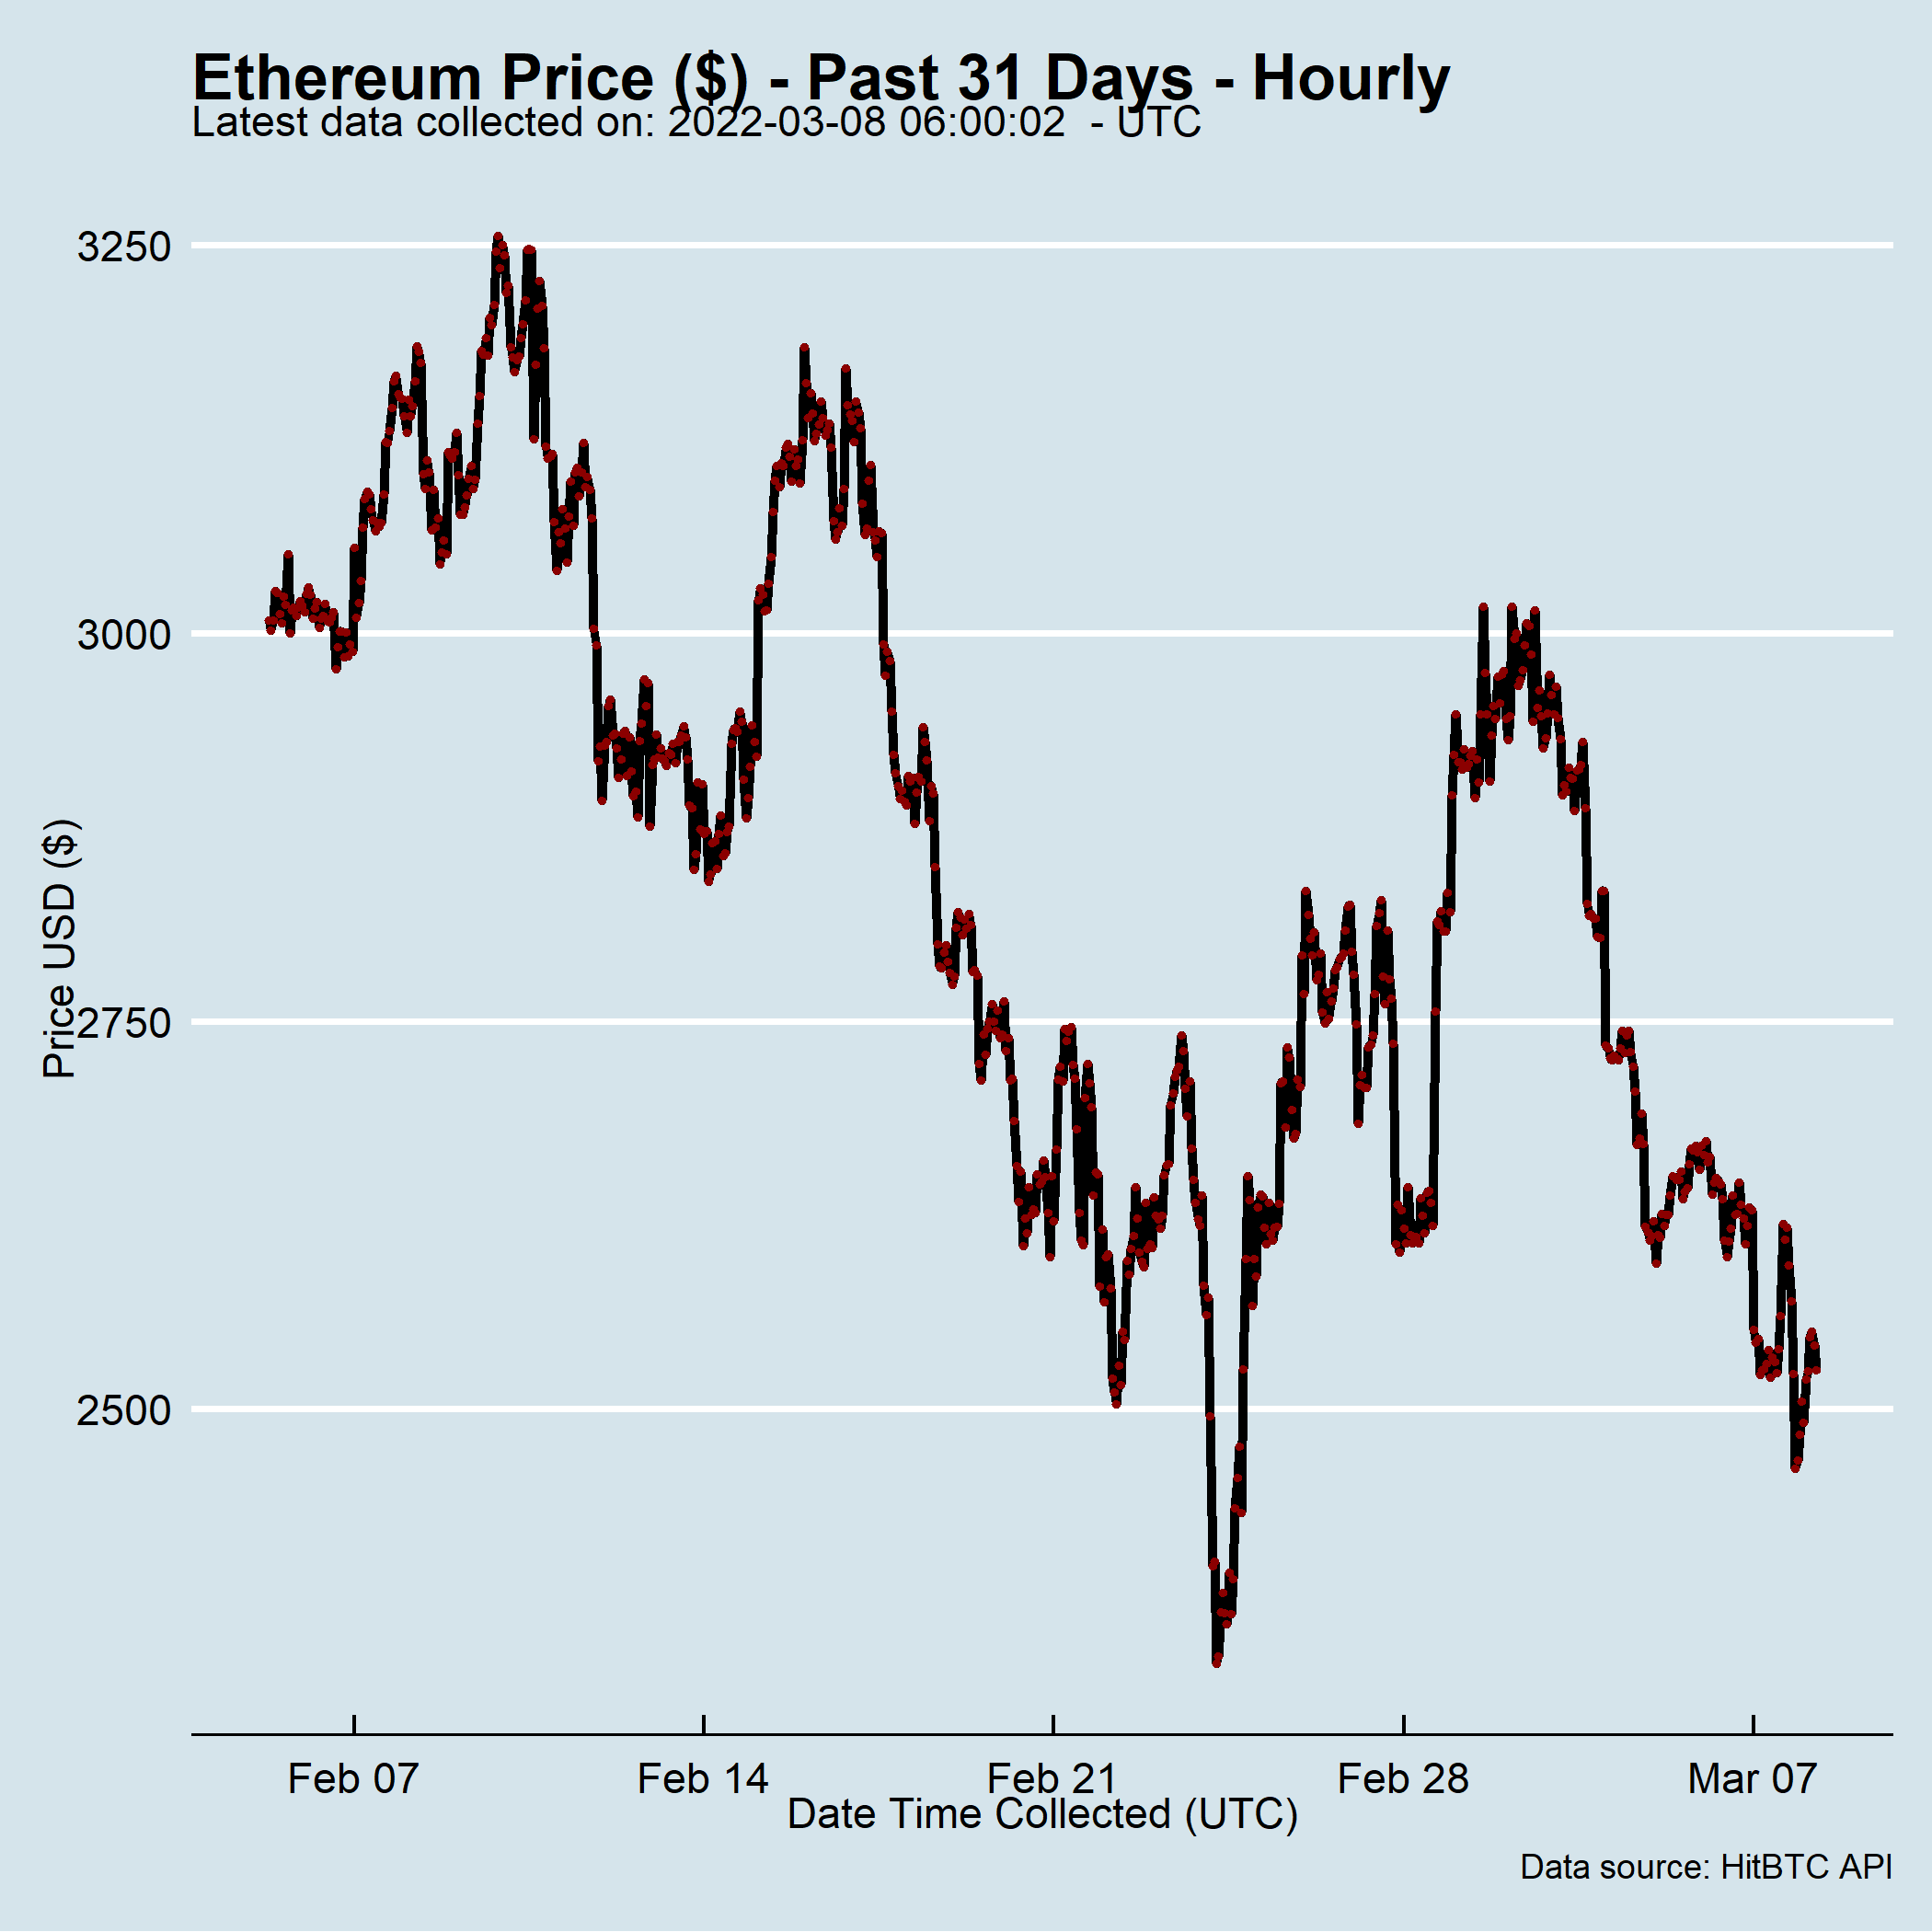 Ethereum Price ($) - Past 31 Days - Hourly
Latest data collected on: 2022-03-08 06:00:02  - UTC
3250
3000
2750
2500
Price USD ($)
Feb 07
Feb 14
Feb 21
Feb 28
Mar 07
Date Time Collected (UTC)
Data source: HitBTC API